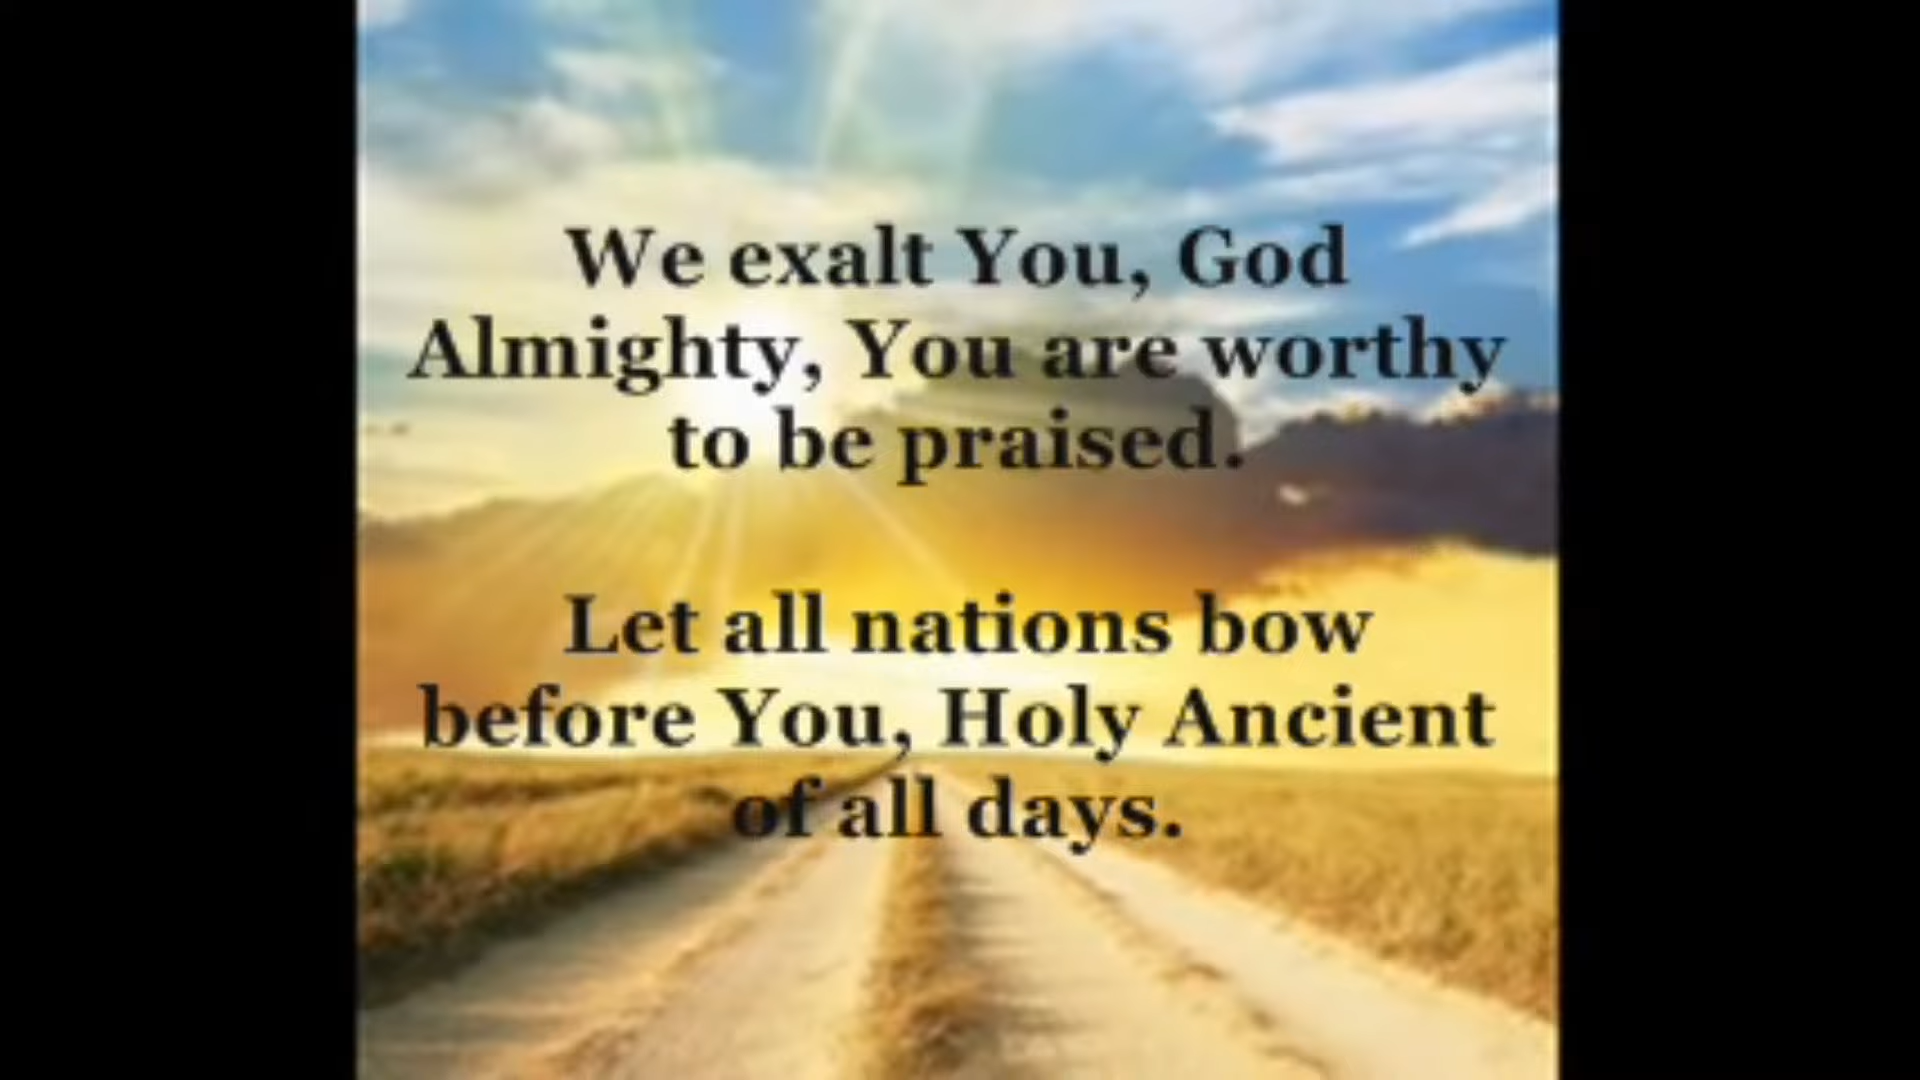 We exalt You, God
Almighty, You are worthy
to be praised.
Let all nations bow
before You, Holy Ancient
of all days.